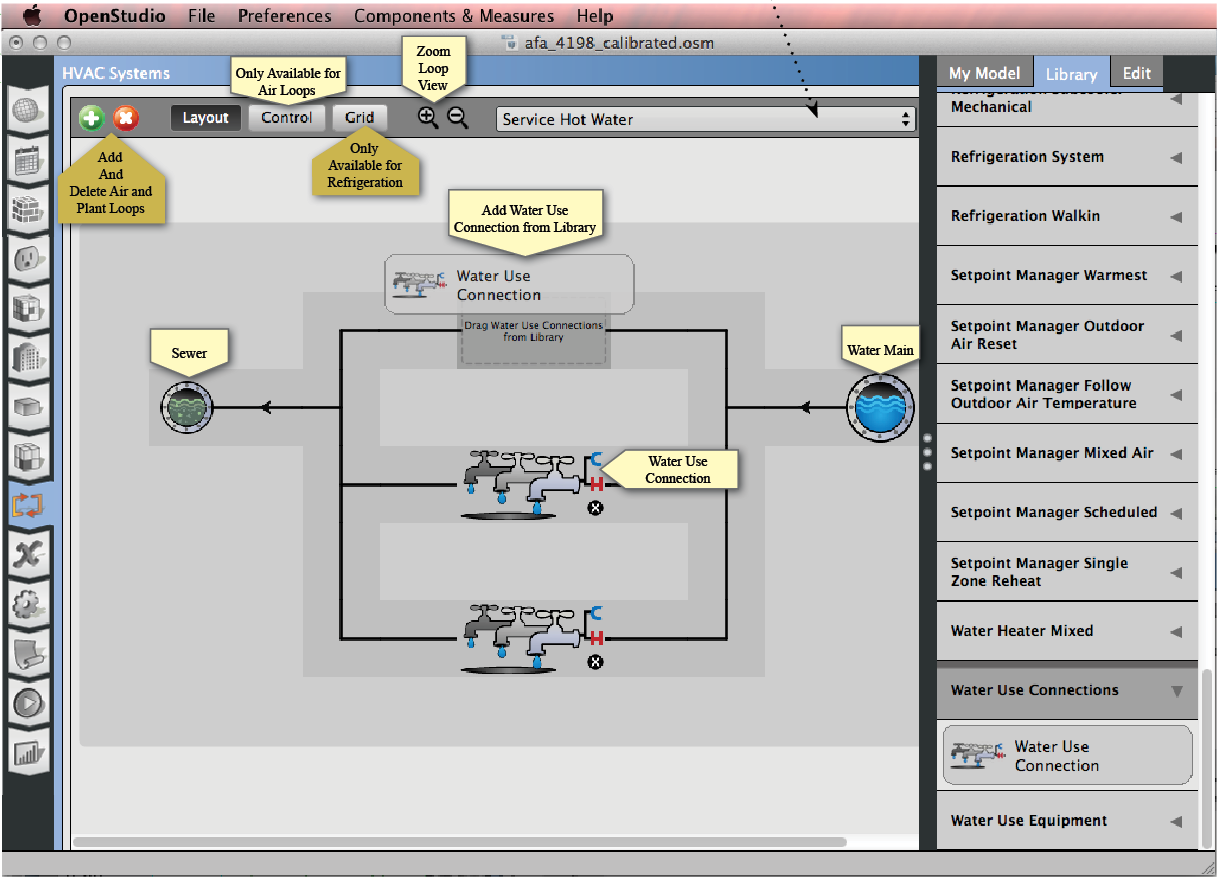 OpenStudio File Preferences Components & Measures Help
afa_4198_calibrated.osm
HVAC Systems
Only Available for
Air Loops
Zoom
Loop
View
My Model Library Edit
Layout Control Grid
Service Hot Water
Add
And
Delete Air and
Plant Loops
Only
Available for
Refrigeration
Add Water Use
Connection from Library
Water Use
Connection
Drag Water Use Connections
from Library
Sewer
Water Main
C
H
Water Use
Connection
X
C
H
X
Mechanical
Refrigeration System
Refrigeration Walkin
Setpoint Manager Warmest
Setpoint Manager Outdoor
Air Reset
Setpoint Manager Follow
Outdoor Air Temperature
Setpoint Manager Mixed Air
Setpoint Manager Scheduled
Setpoint Manager Single
Zone Reheat
Water Heater Mixed
Water Use Connections
Water Use
Connection
Water Use Equipment